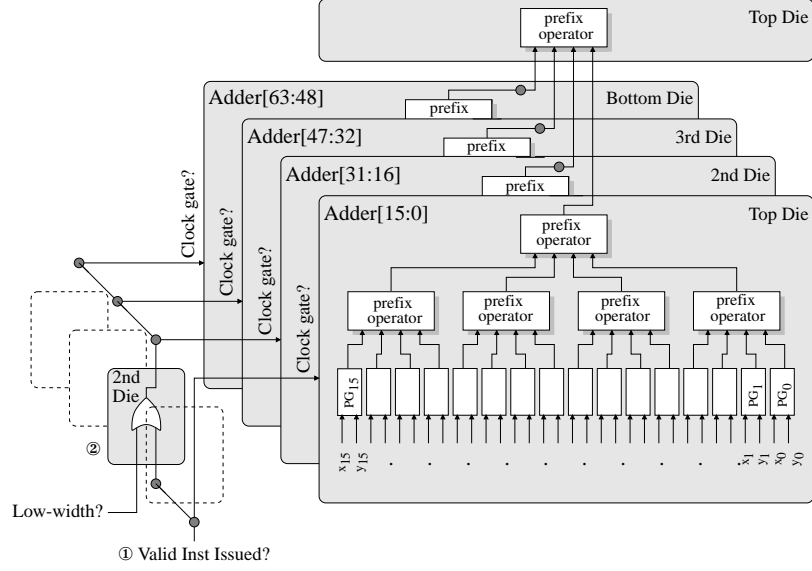 prefix
operator
Top Die
Adder[63:48]
Bottom Die
prefix
Adder[47:32]
3rd Die
prefix
Adder[31:16]
2nd Die
prefix
Adder[15:0]
Top Die
prefix
operator
Clock gate?
Clock gate?
Clock gate?
Clock gate?
prefix
operator
prefix
operator
prefix
operator
prefix
operator
2nd
Die
PG15
PG1
PG0
②
x15
y15
. . . . . . . . . .
x1
y1
x0
y0
Low-width?
① Valid Inst Issued?